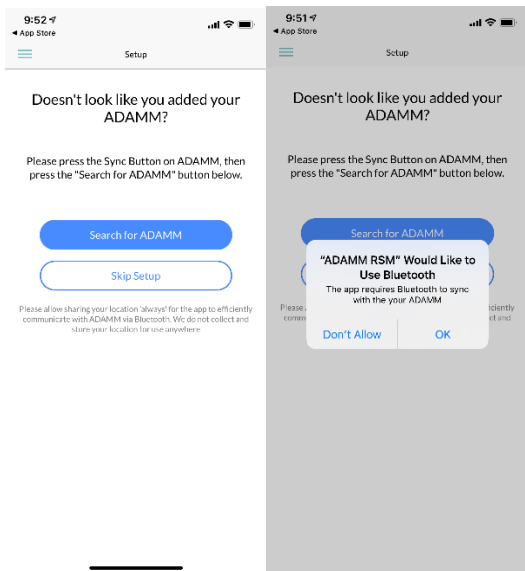 9:52
App Store
Setup
Doesn't look like you added your
ADAMM?
Please press the Sync Button on ADAMM, then
press the "Search for ADAMM" button below.
Search for ADAMM
Skip Setup
Please allow sharing your location 'always' for the app to efficiently
communicate with ADAMM via Bluetooth. We do not collect and
store your location for use anywhere
9:51
App Store
Setup
Doesn't look like you added your
ADAMM?
Please press the Sync Button on ADAMM, then
press the "Search for ADAMM" button below.
Search for ADAMM
"ADAMM RSM" Would Like to
Use Bluetooth
The app requires Bluetooth to sync
with the your ADAMM
Don't Allow
OK
Please